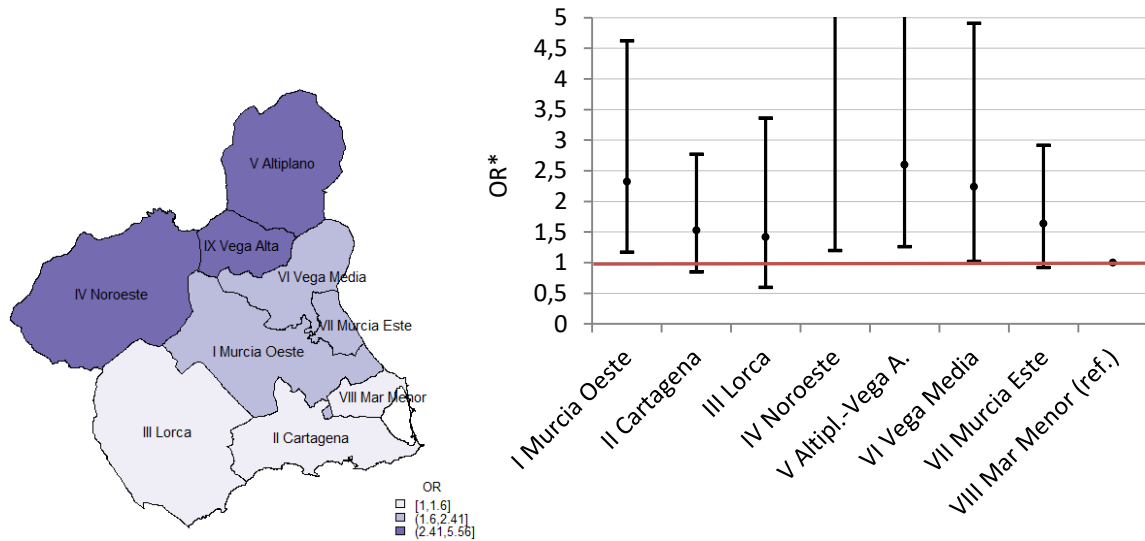 V Altiplano
IX Vega Alta
VI Vega Media
IV Noroeste
VII Murcia Este
I Murcia Oeste
VIII Mar Menor
III Lorca
II Cartagena
OR
[1,1.6]
(1.6,2.41]
(2.41,5.56]
OR*
5
4,5
4
3,5
3
2,5
2
1,5
1
0,5
0
I Murcia Oeste
II Cartagena
III Lorca
IV Noroeste
V Altipl.-Vega A.
VI Vega Media
VII Murcia Este
VIII Mar Menor (ref.)